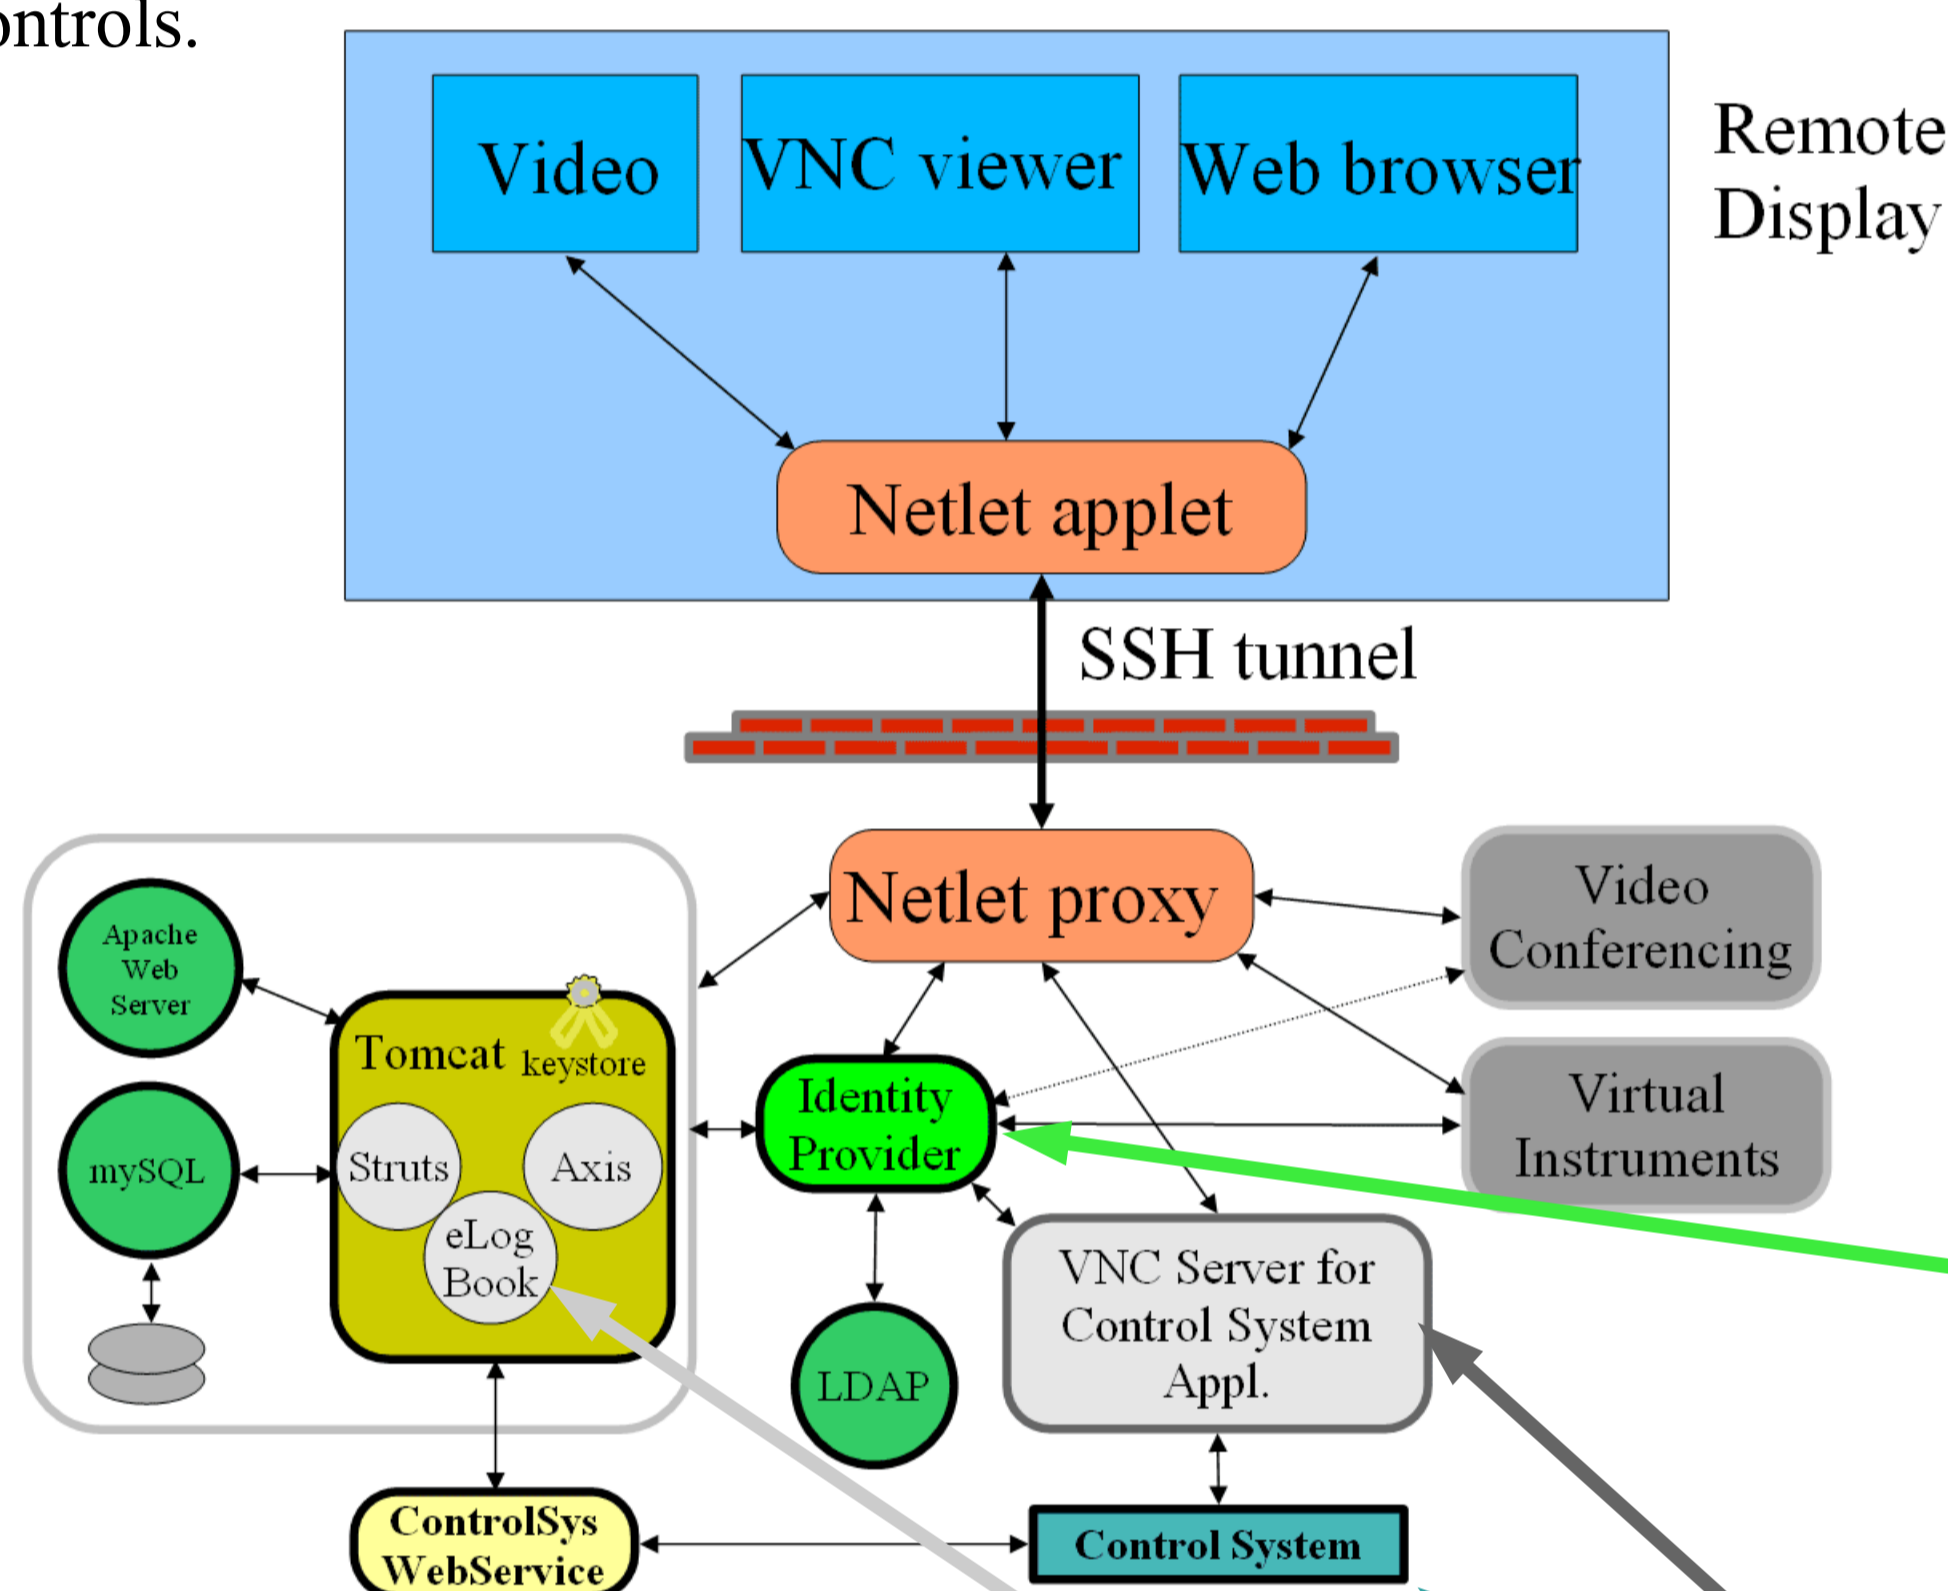 ontrols.
Video
VNC viewer
Web browser
Remote
Display
Netlet applet
SSH tunnel
Netlet proxy
Video
Conferencing
Apache
Web
Server
Tomcat
keystore
Identity
Provider
Virtual
Instruments
mySQL
Struts
Axis
eLog
Book
VNC Server for
Control System
Appl.
LDAP
ControlSys
WebService
Control System